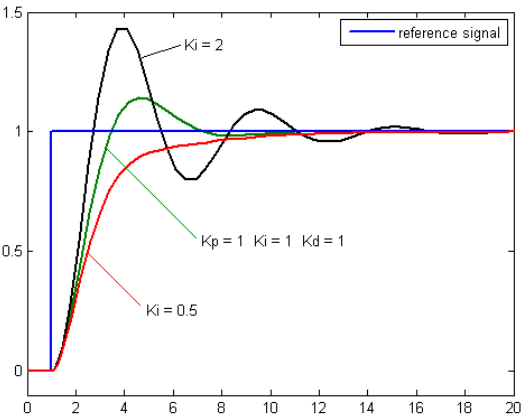 1.5
reference signal
Ki = 2
1
Kp = 1 Ki = 1 Kd = 1
0.5
Ki = 0.5
0
0 2 4 6 8 10 12 14 16 18 20